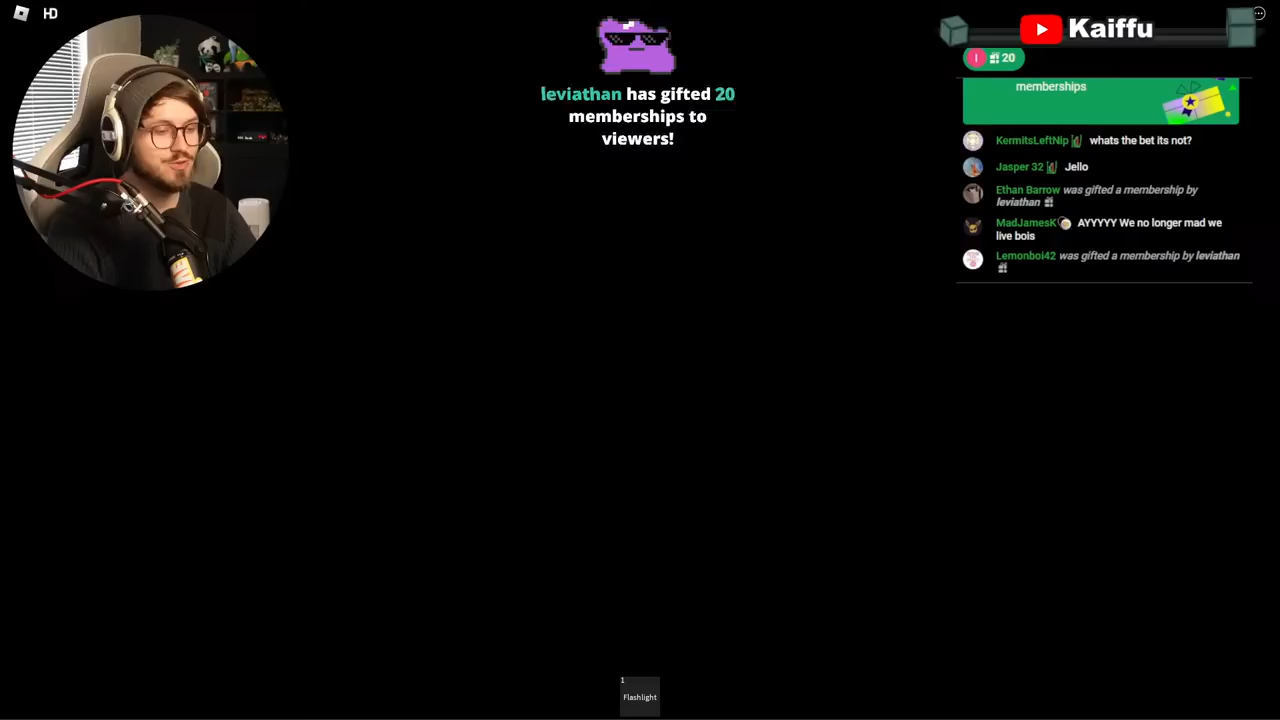 HD
leviathan has gifted 20
memberships to
viewers!
Kaiffu
l 20
memberships
KermitsLeftNip whats the bet its not?
Jasper 32 Jello
Ethan Barrow was gifted a membership by
leviathan
MadJamesK AYYYYY We no longer mad we
live bois
Lemonboi42 was gifted a membership by leviathan
1
Flashlight